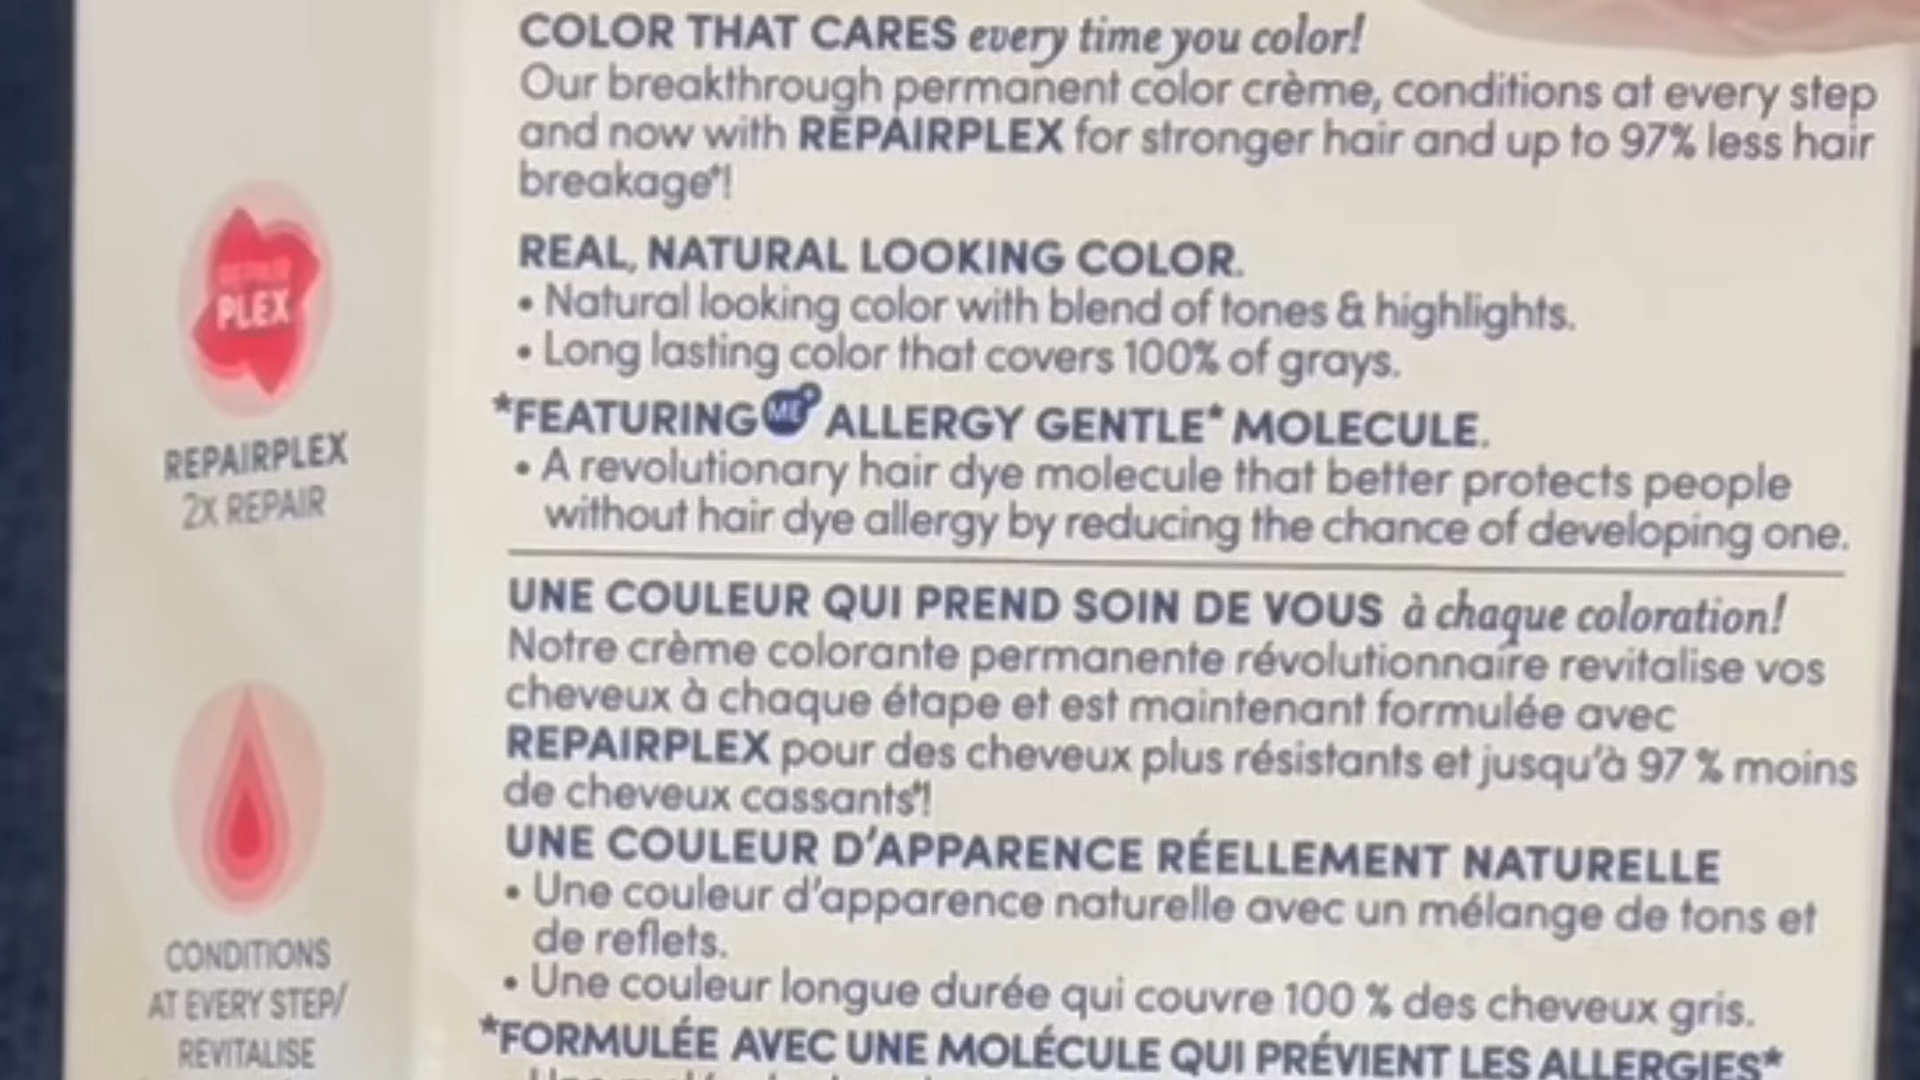 COLOR THAT CARES every time you color!
Our breakthrough permanent color crème, conditions at every step
and now with REPAIRPLEX for stronger hair and up to 97% less hair
breakage*!
REAL, NATURAL LOOKING COLOR.
• Natural looking color with blend of tones & highlights.
• Long lasting color that covers 100% of grays.
*FEATURING ME+ ALLERGY GENTLE* MOLECULE.
• A revolutionary hair dye molecule that better protects people
without hair dye allergy by reducing the chance of developing one.
UNE COULEUR QUI PREND SOIN DE VOUS à chaque coloration!
Notre crème colorante permanente révolutionnaire revitalise vos
cheveux à chaque étape et est maintenant formulée avec
REPAIRPLEX pour des cheveux plus résistants et jusqu'à 97 % moins
de cheveux cassants*!
UNE COULEUR D'APPARENCE RÉELLEMENT NATURELLE
• Une couleur d'apparence naturelle avec un mélange de tons et
de reflets.
• Une couleur longue durée qui couvre 100 % des cheveux gris.
*FORMULÉE AVEC UNE MOLÉCULE QUI PRÉVIENT LES ALLERGIES*
REPAIR
PLEX
REPAIRPLEX
2X REPAIR
CONDITIONS
AT EVERY STEP/
REVITALISE